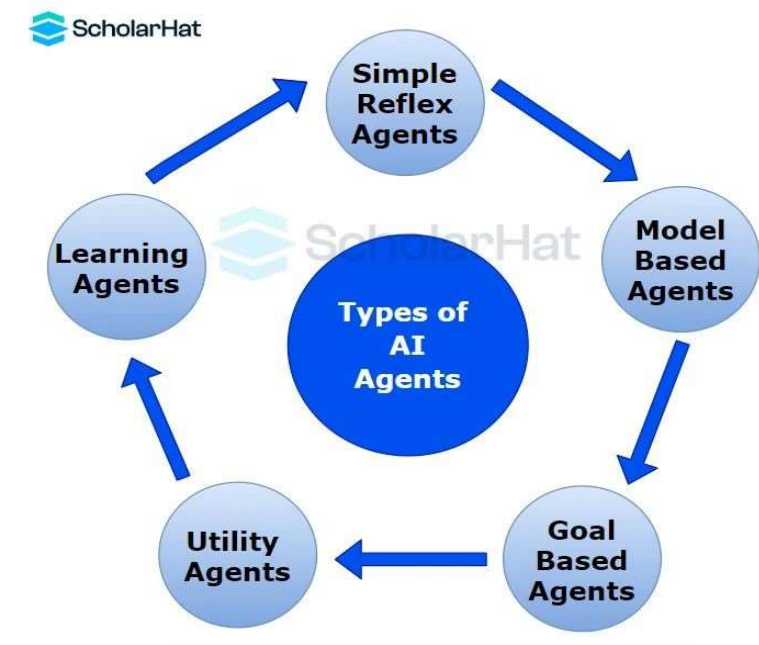 ScholarHat
Simple
Reflex
Agents
Model
Based
Agents
Goal
Based
Agents
Utility
Agents
Learning
Agents
ScholarHat
Types of
AI
Agents